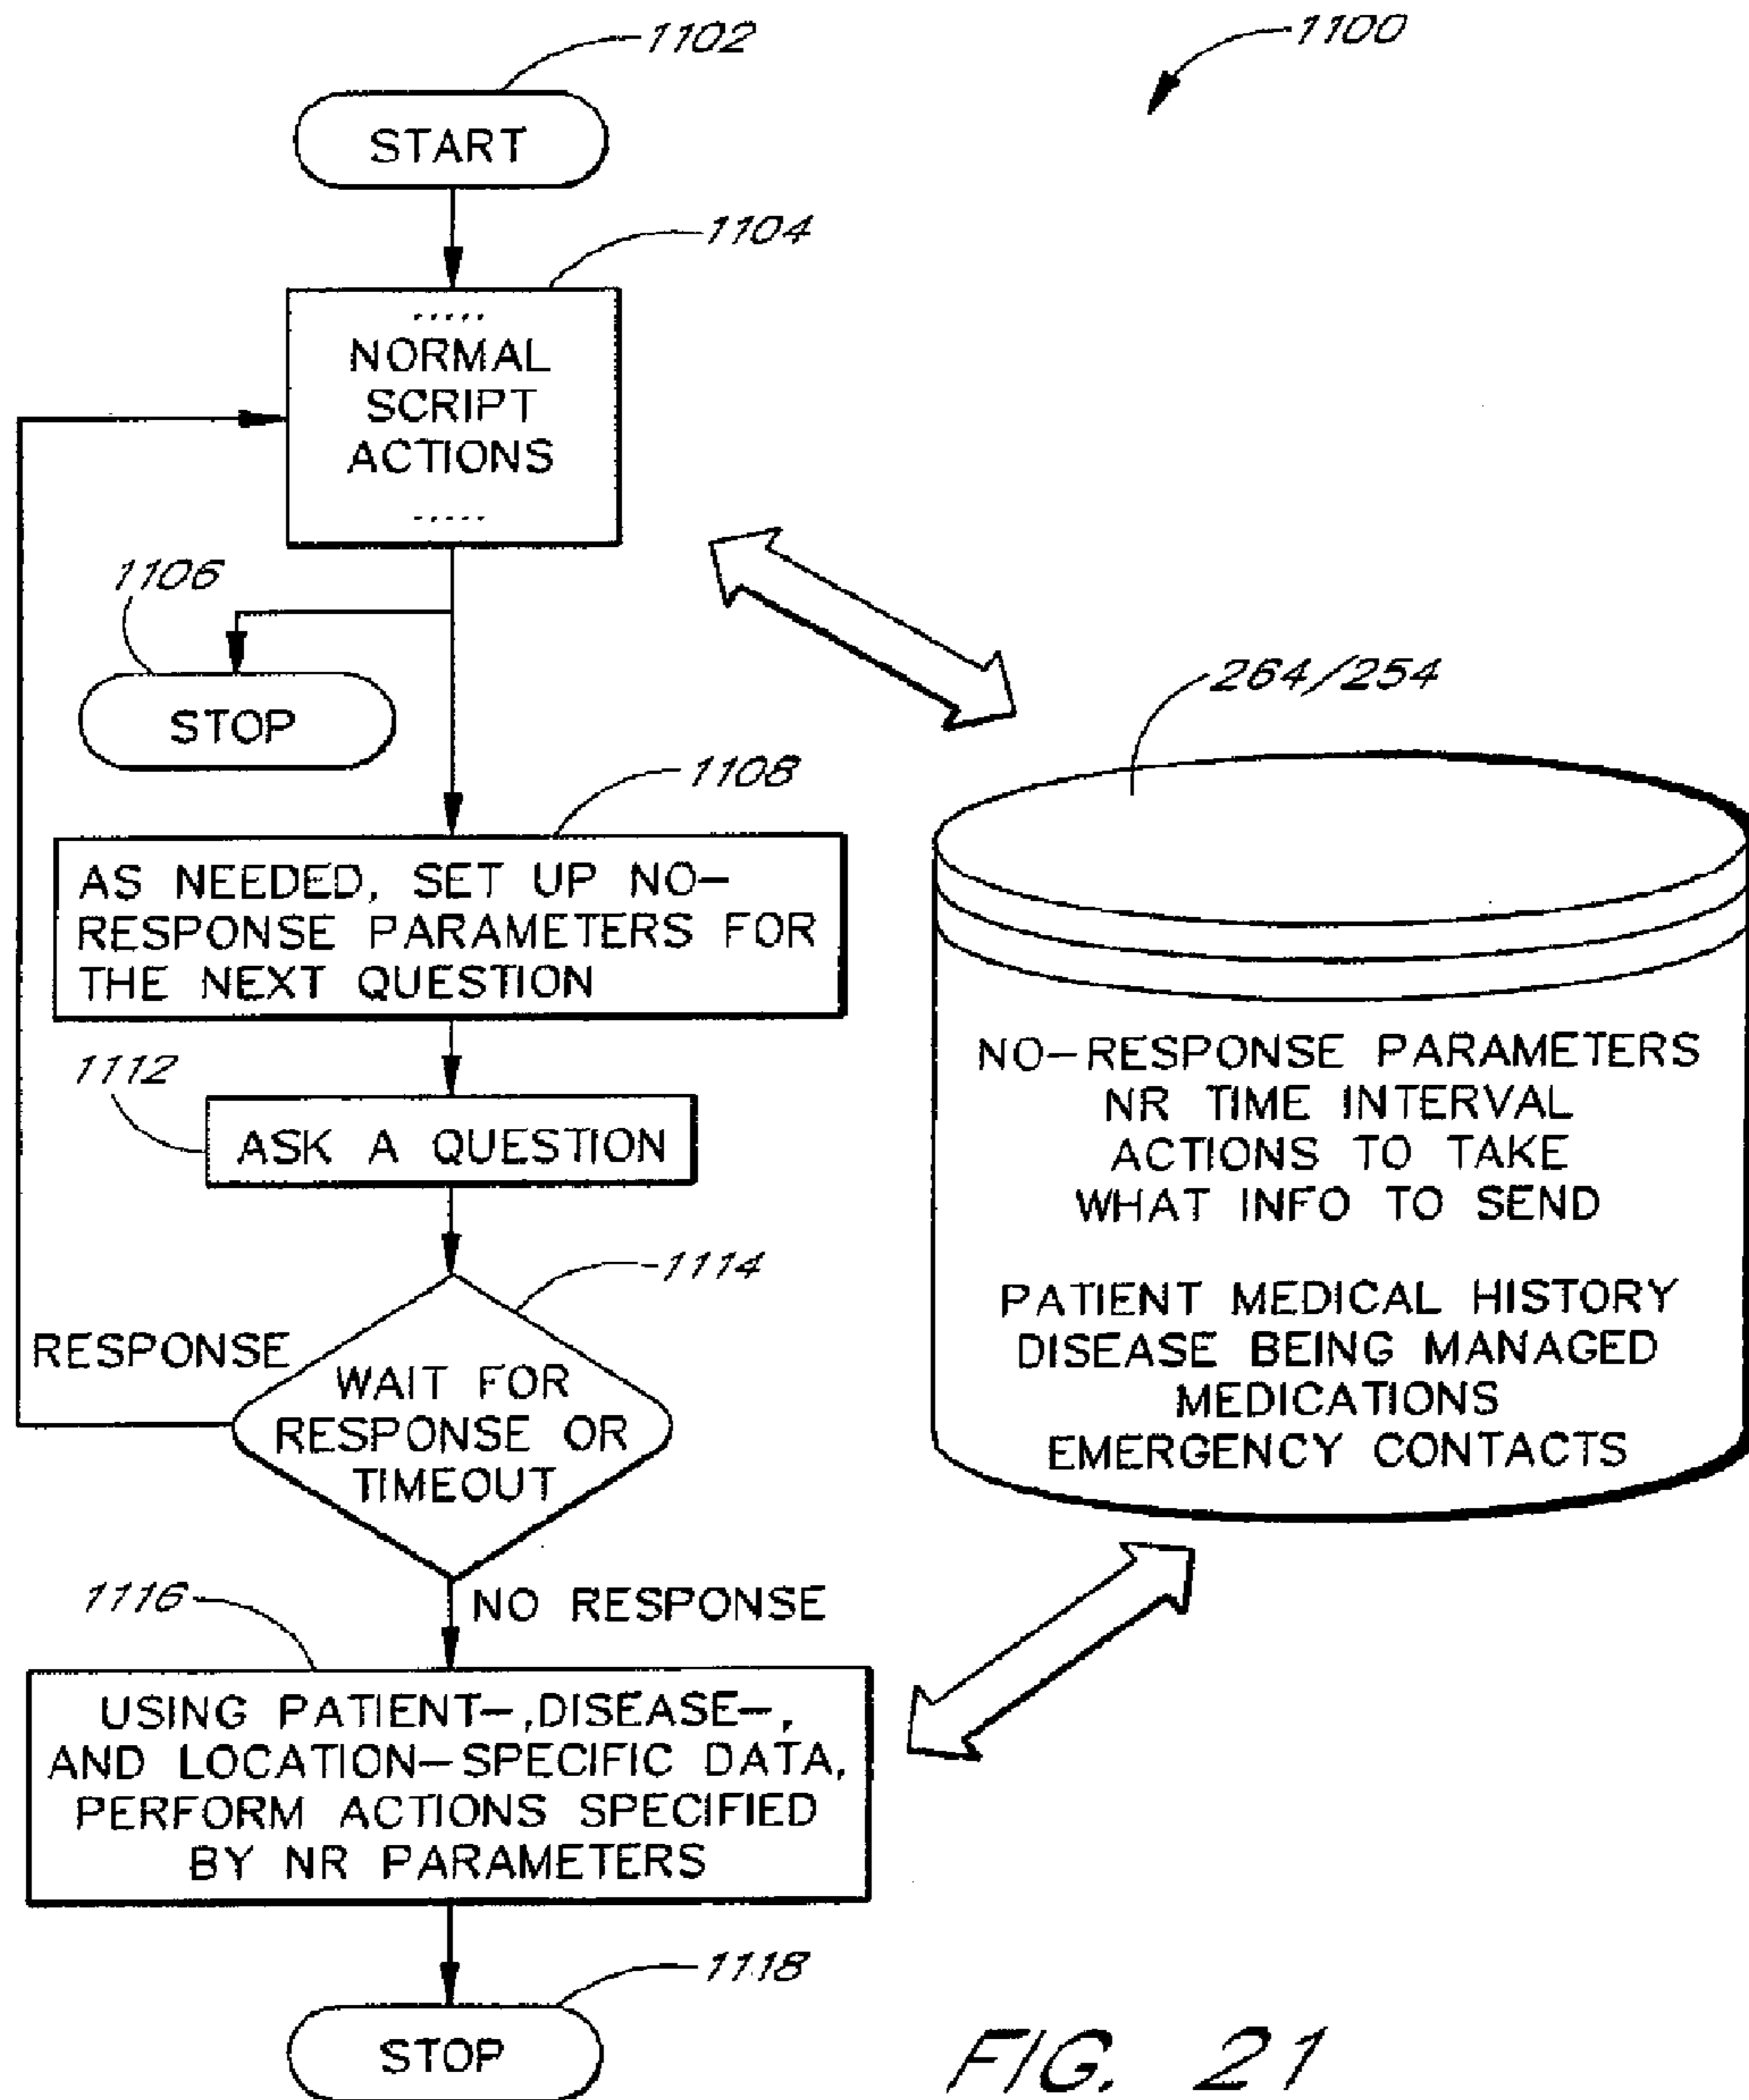 1102
1100
START
1104
.....
NORMAL
SCRIPT
ACTIONS
.....
1106
STOP
264/254
1108
AS NEEDED, SET UP NO-
RESPONSE PARAMETERS FOR
THE NEXT QUESTION
1112
ASK A QUESTION
1114
RESPONSE
WAIT FOR
RESPONSE OR
TIMEOUT
NO-RESPONSE PARAMETERS
NR TIME INTERVAL
ACTIONS TO TAKE
WHAT INFO TO SEND
PATIENT MEDICAL HISTORY
DISEASE BEING MANAGED
MEDICATIONS
EMERGENCY CONTACTS
1116
NO RESPONSE
USING PATIENT-,DISEASE-,
AND LOCATION-SPECIFIC DATA,
PERFORM ACTIONS SPECIFIED
BY NR PARAMETERS
1118
STOP
FIG. 21